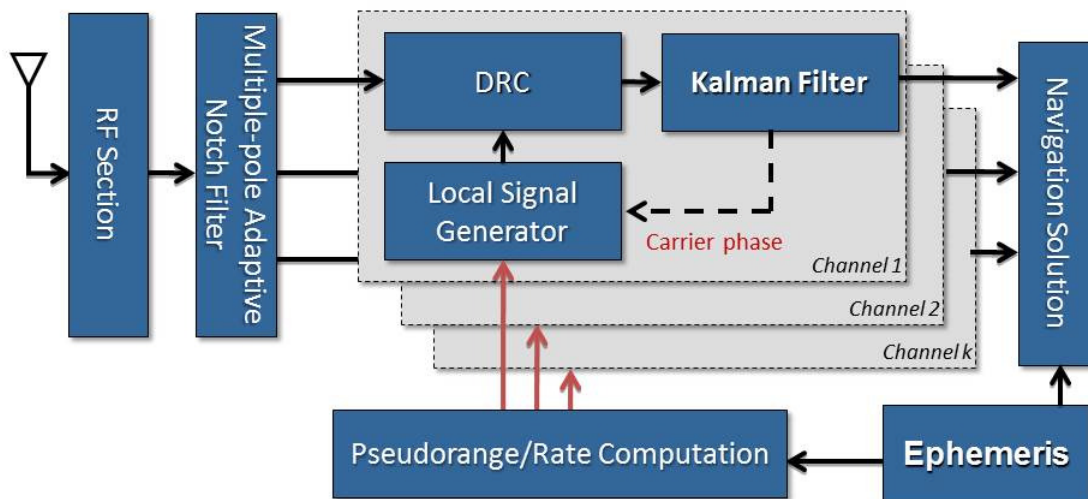 RF Section
Multiple-pole Adaptive
Notch Filter
DRC
Kalman Filter
Local Signal
Generator
Carrier phase
Channel 1
Channel 2
Channel k
Navigation Solution
Pseudorange/Rate Computation
Ephemeris